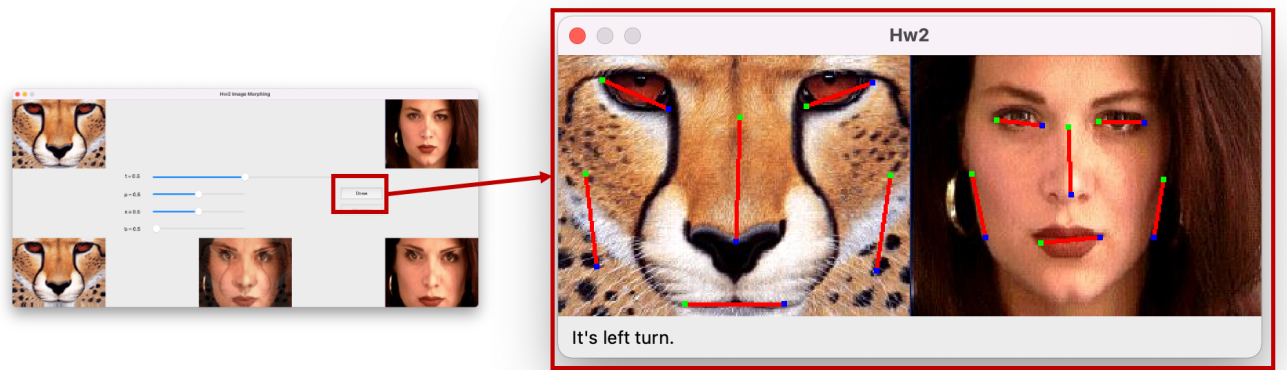 Hw2 Image Morphing
t = 0.5
p = 0.5
a = 0.5
b = 0.5
Draw
Hw2
It's left turn.